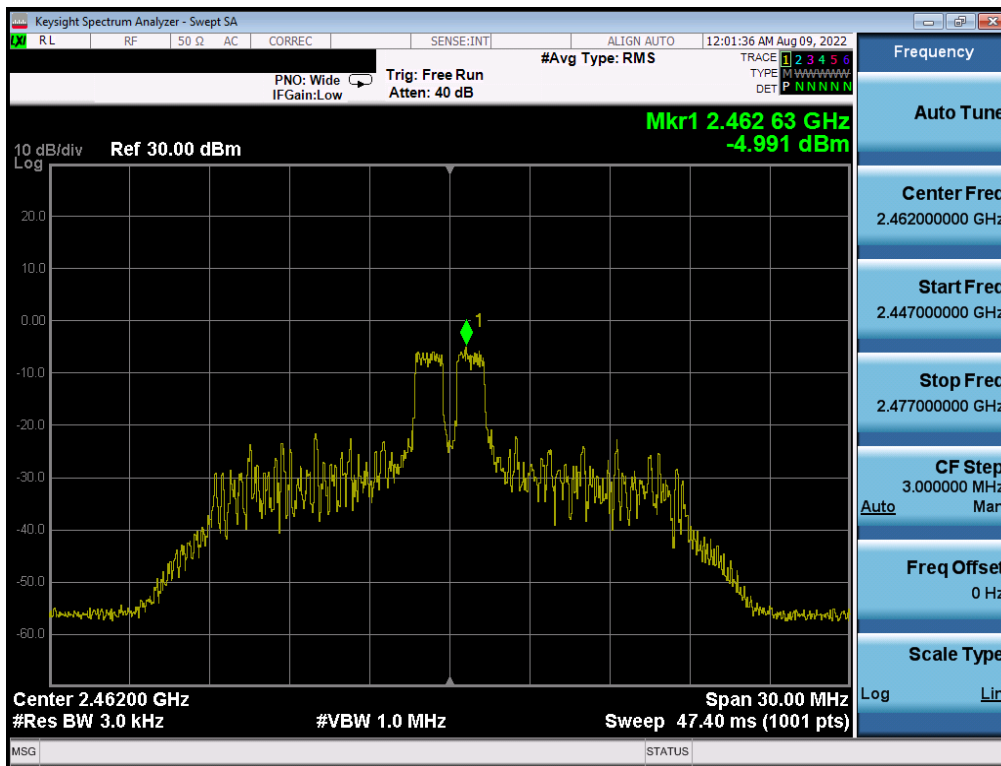 Keysight Spectrum Analyzer - Swept SA
LXI RL RF 50 Ω AC CORREC SENSE:INT ALIGN AUTO 12:01:36 AM Aug 09, 2022
PNO: Wide
IFGain:Low
Trig: Free Run
Atten: 40 dB
#Avg Type: RMS
TRACE 1 2 3 4 5 6
TYPE M WWWWW
DET P N N N N N
Mkr1 2.462 63 GHz
-4.991 dBm
10 dB/div Ref 30.00 dBm
Log
20.0
10.0
0.00
-10.0
-20.0
-30.0
-40.0
-50.0
-60.0
1
Center 2.46200 GHz
Span 30.00 MHz
#Res BW 3.0 kHz
#VBW 1.0 MHz
Sweep 47.40 ms (1001 pts)
MSG
STATUS
Frequency
Auto Tune
Center Freq
2.462000000 GHz
Start Freq
2.447000000 GHz
Stop Freq
2.477000000 GHz
CF Step
3.000000 MHz
Auto Man
Freq Offset
0 Hz
Scale Type
Log Lin